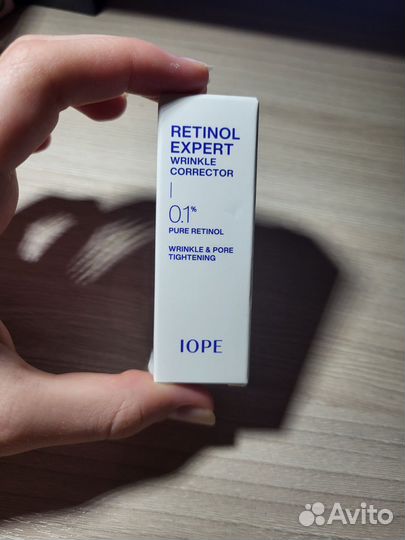 RETINOL
EXPERT
WRINKLE
CORRECTOR
0.1%
PURE RETINOL
WRINKLE & PORE
TIGHTENING
IOPE
Avito